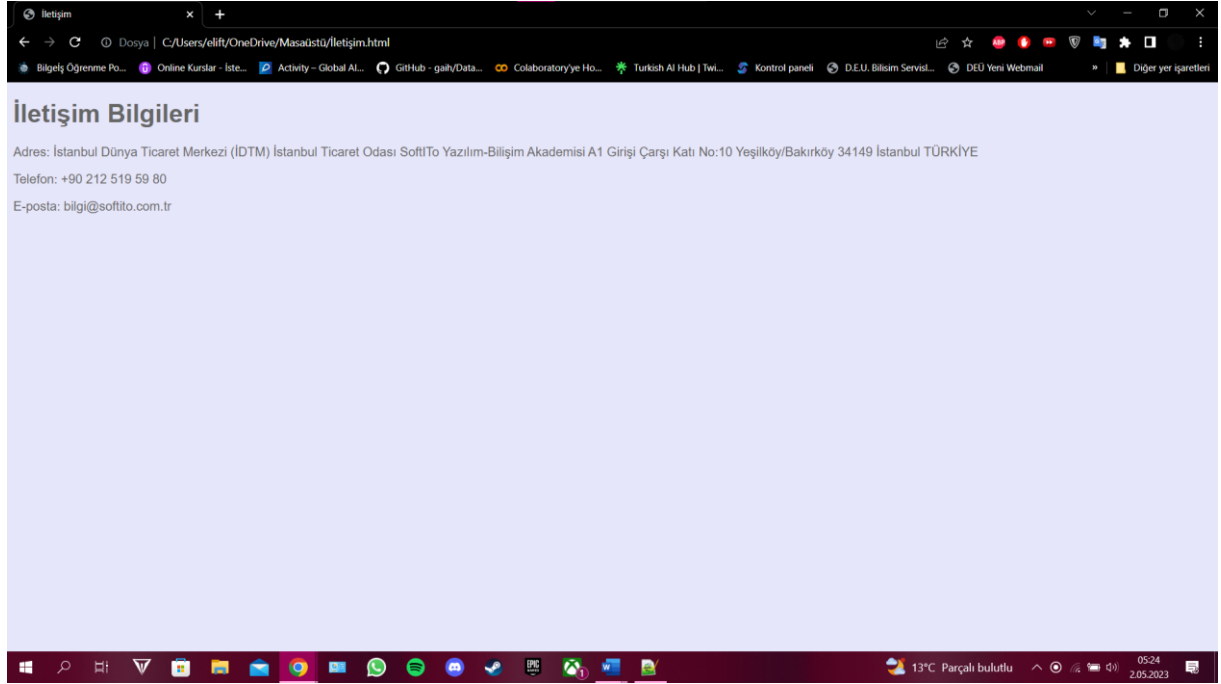 İletişim
Dosya | C:/Users/elift/OneDrive/Masaüstü/İletişim.html
Bilgelş Öğrenme Po... Online Kurslar - İste... Activity – Global AI... GitHub - gaih/Data... Colaboratory'ye Ho... Turkish AI Hub | Twi... Kontrol paneli D.E.U. Bilisim Servisl... DEÜ Yeni Webmail » Diğer yer işaretleri
İletişim Bilgileri
Adres: İstanbul Dünya Ticaret Merkezi (İDTM) İstanbul Ticaret Odası SoftITo Yazılım-Bilişim Akademisi A1 Girişi Çarşı Katı No:10 Yeşilköy/Bakırköy 34149 İstanbul TÜRKİYE
Telefon: +90 212 519 59 80
E-posta: bilgi@softito.com.tr
13°C Parçalı bulutlu
05:24
2.05.2023